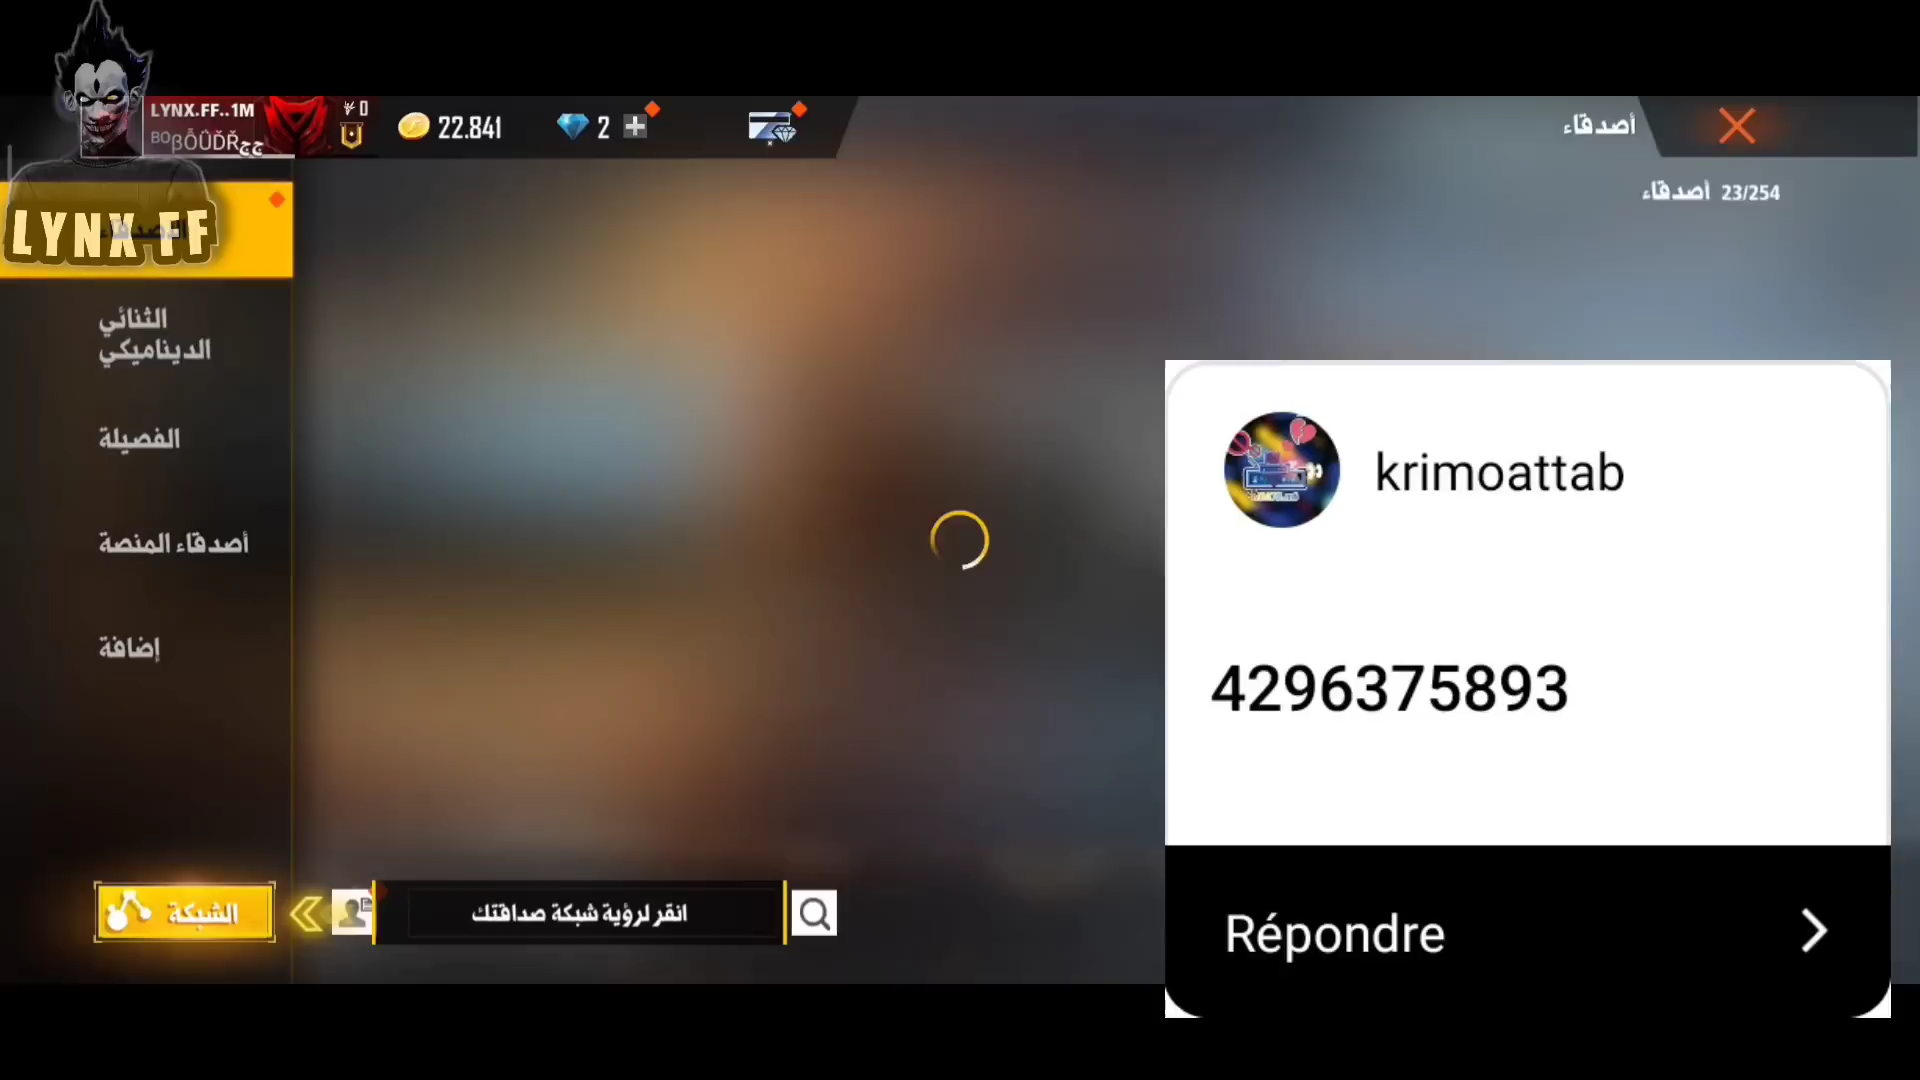 LYNX.FF..1M
0
22.841
2
أصدقاء
أصدقاء 23/254
LYNX FF
الثنائي
الديناميكي
الفصيلة
أصدقاء المنصة
إضافة
krimoattab
4296375893
الشبكة
انقر لرؤية شبكة صداقتك
Répondre